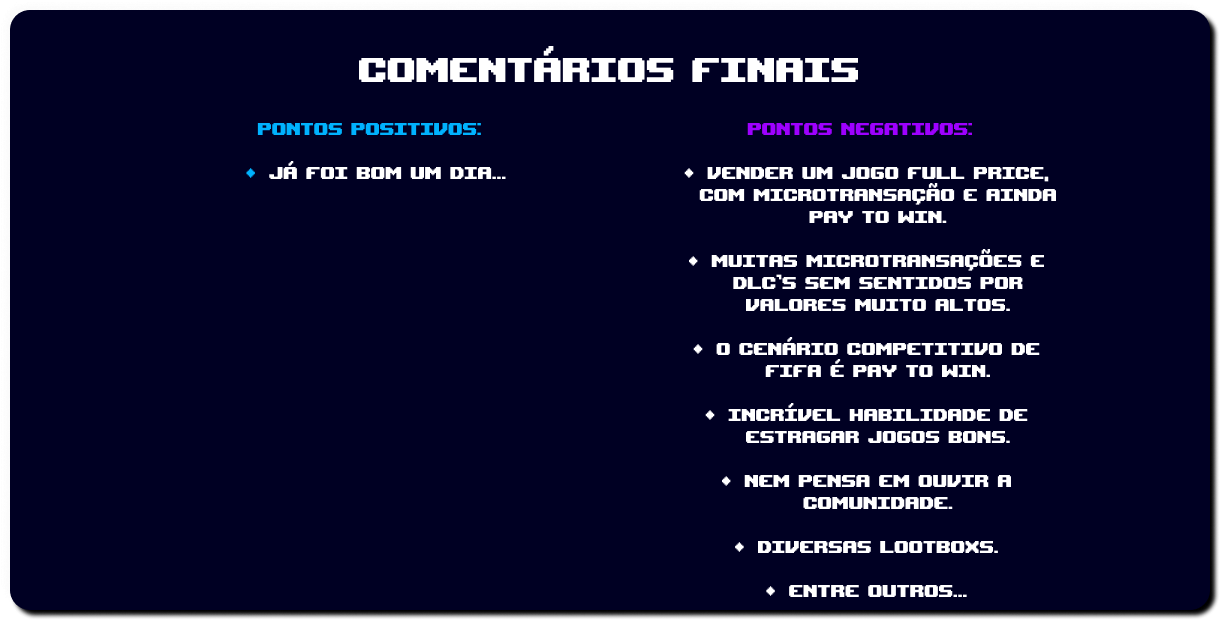 COMENTÁRIOS FINAIS
PONTOS POSITIVOS:
JÁ FOI BOM UM DIA...
PONTOS NEGATIVOS:
VENDER UM JOGO FULL PRICE,
COM MICROTRANSAÇÃO E AINDA
PAY TO WIN.
MUITAS MICROTRANSAÇÕES E
DLC'S SEM SENTIDOS POR
VALORES MUITO ALTOS.
O CENÁRIO COMPETITIVO DE
FIFA É PAY TO WIN.
INCRÍVEL HABILIDADE DE
ESTRAGAR JOGOS BONS.
NEM PENSA EM OUVIR A
COMUNIDADE.
DIVERSAS LOOTBOXS.
ENTRE OUTROS...